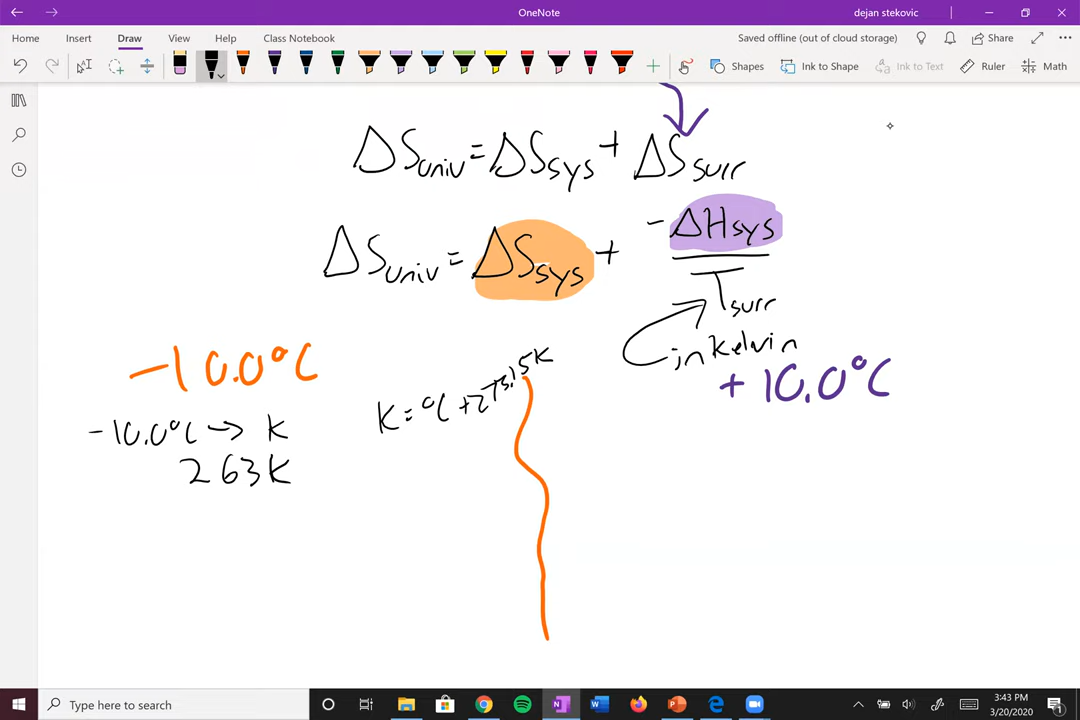 OneNote
dejan stekovic
Home Insert Draw View Help Class Notebook
Saved offline (out of cloud storage)
Share
Shapes
Ink to Shape
Ink to Text
Ruler
Math
ΔSuniv = ΔSsys + ΔSsurr
ΔSuniv = ΔSsys + -ΔHsys
Tsurr
in Kelvin
-10.0°C
K = °C + 273.15K
+10.0°C
-10.0°C → K
263K
Type here to search
3:43 PM
3/20/2020
1